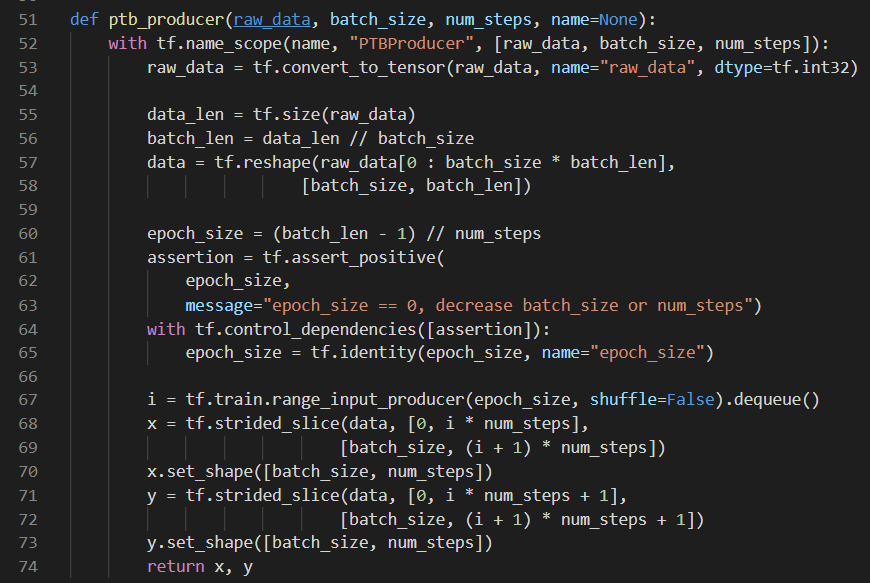 51 def ptb_producer(raw_data, batch_size, num_steps, name=None):
52     with tf.name_scope(name, "PTBProducer", [raw_data, batch_size, num_steps]):
53         raw_data = tf.convert_to_tensor(raw_data, name="raw_data", dtype=tf.int32)
54
55         data_len = tf.size(raw_data)
56         batch_len = data_len // batch_size
57         data = tf.reshape(raw_data[0 : batch_size * batch_len],
58                         [batch_size, batch_len])
59
60         epoch_size = (batch_len - 1) // num_steps
61         assertion = tf.assert_positive(
62             epoch_size,
63             message="epoch_size == 0, decrease batch_size or num_steps")
64         with tf.control_dependencies([assertion]):
65             epoch_size = tf.identity(epoch_size, name="epoch_size")
66
67         i = tf.train.range_input_producer(epoch_size, shuffle=False).dequeue()
68         x = tf.strided_slice(data, [0, i * num_steps],
69                             [batch_size, (i + 1) * num_steps])
70         x.set_shape([batch_size, num_steps])
71         y = tf.strided_slice(data, [0, i * num_steps + 1],
72                             [batch_size, (i + 1) * num_steps + 1])
73         y.set_shape([batch_size, num_steps])
74         return x, y